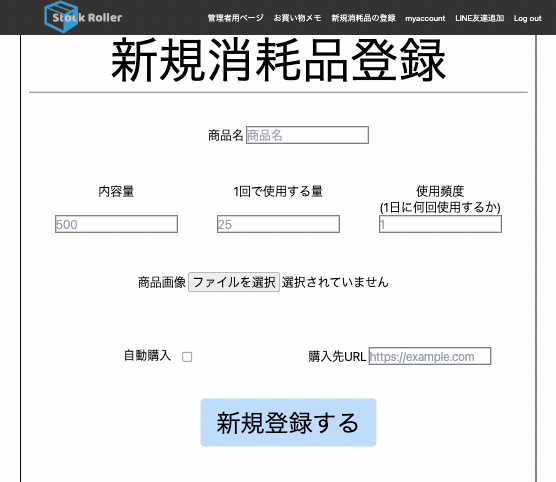 Stock Roller
管理者用ページ お買い物メモ 新規消耗品の登録 myaccount LINE友達追加 Log out
新規消耗品登録
商品名 商品名
内容量 1回で使用する量 使用頻度
(1日に何回使用するか)
500 25 1
商品画像 ファイルを選択 選択されていません
自動購入 購入先URL https://example.com
新規登録する